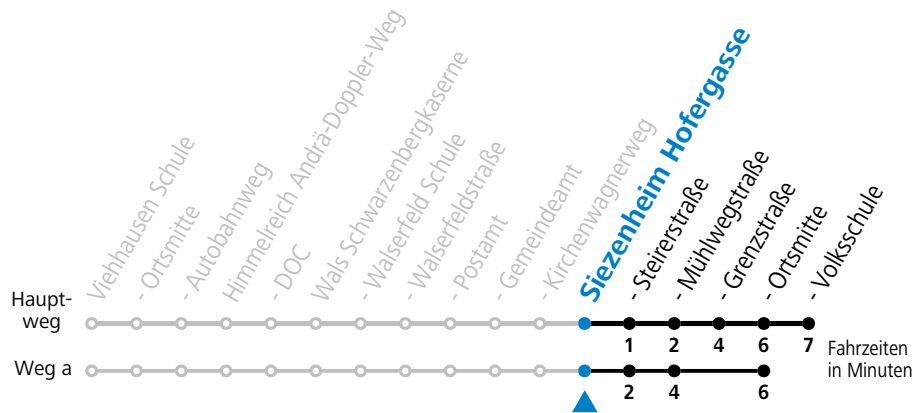 Viehhausen Schule
- Ortsmitte
- Autobahnweg
Himmelreich Andrä-Doppler-Weg
- DOC
Wals Schwarzenbergkaserne
- Walserfeld Schule
- Walserfeldstraße
- Postamt
- Gemeindeamt
- Kirchenwagnerweg
Siezenheim Hofergasse
- Steirerstraße
- Mühlwegstraße
- Grenzstraße
- Ortsmitte
- Volksschule
Haupt-
weg
1 2 4 6 7
Fahrzeiten
in Minuten
Weg a
2 4 6